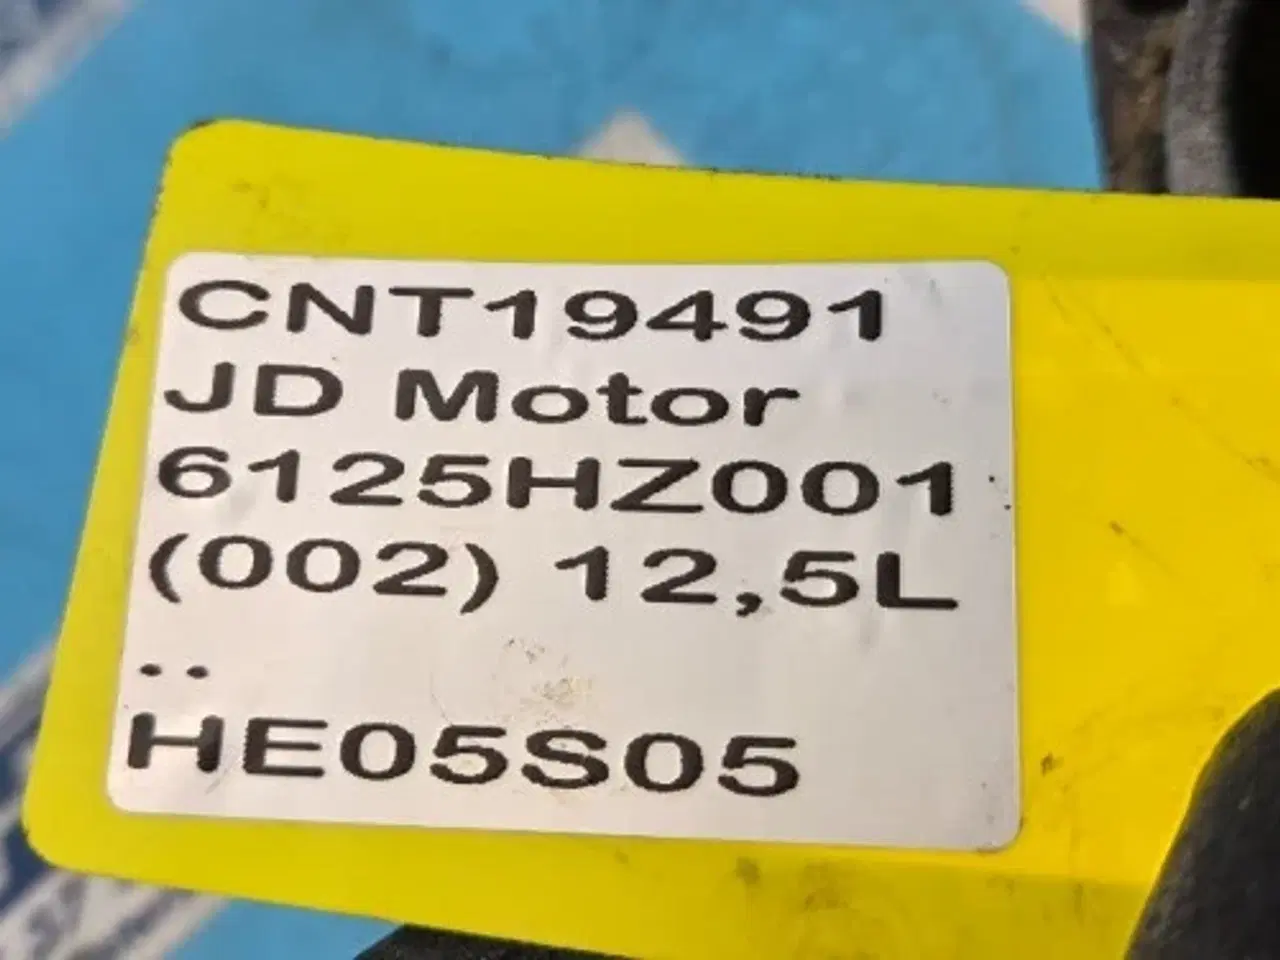 CNT19491
JD Motor
6125HZ001
(002) 12,5L
..
HE05S05